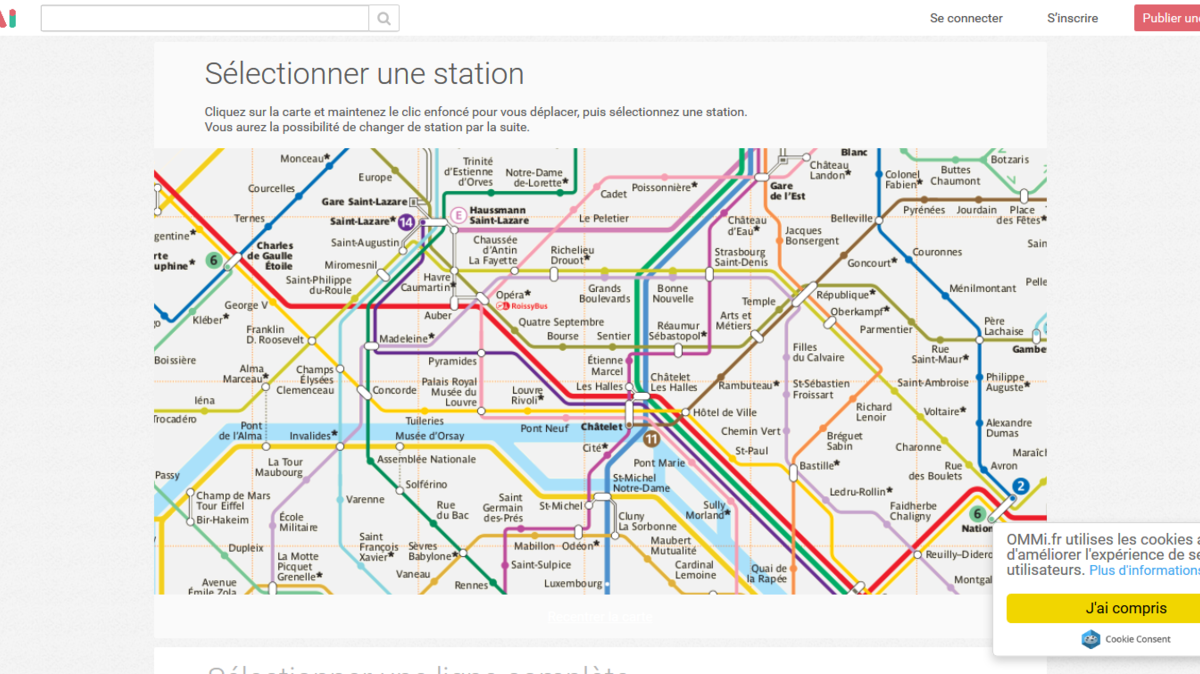 Se connecter
S'inscrire
Publier un
Sélectionner une station
Cliquez sur la carte et maintenez le clic enfoncé pour vous déplacer, puis sélectionnez une station.
Vous aurez la possibilité de changer de station par la suite.
Monceau*
Courcelles
Ternes
Europe
Gare Saint-Lazare
Saint-Lazare*
14
E
Haussmann
Saint-Lazare
Trinité
d'Estienne
d'Orves
Notre-Dame
de-Lorette*
Cadet
Poissonnière*
Le Peletier
Gare
de l'Est
Château
Landon*
Blanc
Colonel
Fabien*
Buttes
Chaumont
Botzaris
2
Belleville
Pyrénées
Jourdain
Place
des Fêtes*
Château
d'Eau*
Jacques
Bonsergent
Strasbourg
Saint-Denis
Goncourt*
Couronnes
Ménilmontant
Père
Lachaise
Pelle
Sain
Gambe
gentine*
rte
uphine*
6
Charles
de Gaulle
Étoile
Saint-Augustin
Miromesnil
Saint-Philippe
du-Roule
Chaussée
d'Antin
La Fayette
Richelieu
Drouot*
Havre
Caumartin*
Opéra*
RoissyBus
Auber
Grands
Boulevards
Bonne
Nouvelle
Quatre Septembre
Bourse
Sentier
Réaumur
Sébastopol*
Arts et
Métiers
Temple
République*
Oberkampf*
Parmentier
Rue
Saint-Maur*
George V
Kléber*
go
Boissière
Franklin
D. Roosevelt
Madeleine*
Pyramides
Étienne
Marcel
Les Halles
Châtelet
Les Halles
Rambuteau*
Filles
du Calvaire
St-Sébastien
Froissart
Saint-Ambroise
Philippe
Auguste*
Alma
Marceau*
Champs
Élysées
Clemenceau
Concorde
Palais Royal
Musée du
Louvre
Louvre
Rivoli*
Iéna
Trocadéro
Tuileries
Pont Neuf
Châtelet
Hôtel de Ville
11
Chemin Vert
Richard
Lenoir
Voltaire*
Alexandre
Dumas
Pont
de l'Alma
Invalides*
Musée d'Orsay
Cité*
Pont Marie
St-Paul
Bréguet
Sabin
Charonne
Maraîc
La Tour
Maubourg
Assemblée Nationale
Solférino
Bastille*
Rue
des Boulets
Avron
2
Passy
Champ de Mars
Tour Eiffel
Bir-Hakeim
Varenne
Rue
du Bac
Saint
Germain
des-Prés
St-Michel
St-Michel
Notre-Dame
Cluny
La Sorbonne
Sully
Morland*
Ledru-Rollin*
Faidherbe
Chaligny
6
Nation
École
Militaire
Dupleix
La Motte
Picquet
Grenelle*
Avenue
Émile Zola
Saint
François
Xavier*
Sèvres
Babylone*
Vaneau
Rennes
Mabillon
Odéon*
Saint-Sulpice
Luxembourg
Maubert
Mutualité
Cardinal
Lemoine
Quai de
la Rapée
Reuilly–Didero
Montgal
OMMi.fr utilises les cookies a
d'améliorer l'expérience de s
utilisateurs. Plus d'informations
J'ai compris
Cookie Consent
Sélectionner une ligne complète